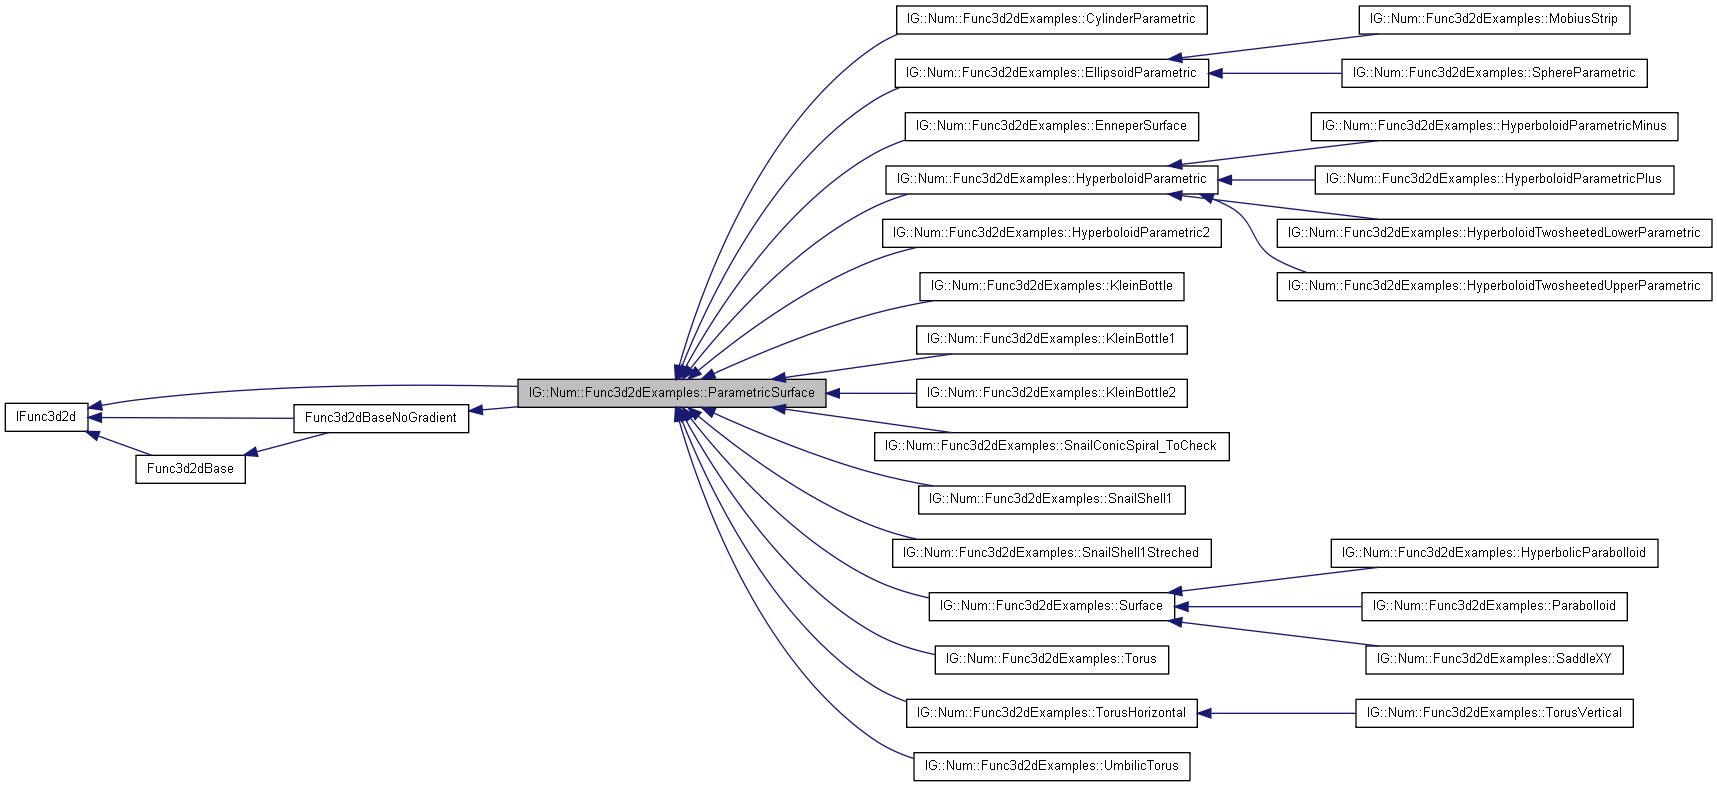 IG::Num::Func3d2dExamples::CylinderParametric
IG::Num::Func3d2dExamples::MobiusStrip
IG::Num::Func3d2dExamples::EllipsoidParametric
IG::Num::Func3d2dExamples::SphereParametric
IG::Num::Func3d2dExamples::EnneperSurface
IG::Num::Func3d2dExamples::HyperboloidParametricMinus
IG::Num::Func3d2dExamples::HyperboloidParametric
IG::Num::Func3d2dExamples::HyperboloidParametricPlus
IG::Num::Func3d2dExamples::HyperboloidParametric2
IG::Num::Func3d2dExamples::HyperboloidTwosheetedLowerParametric
IG::Num::Func3d2dExamples::KleinBottle
IG::Num::Func3d2dExamples::HyperboloidTwosheetedUpperParametric
IG::Num::Func3d2dExamples::KleinBottle1
IG::Num::Func3d2dExamples::ParametricSurface
IG::Num::Func3d2dExamples::KleinBottle2
IFunc3d2d
Func3d2dBaseNoGradient
IG::Num::Func3d2dExamples::SnailConicSpiral_ToCheck
Func3d2dBase
IG::Num::Func3d2dExamples::SnailShell1
IG::Num::Func3d2dExamples::SnailShell1Streched
IG::Num::Func3d2dExamples::HyperbolicParabolloid
IG::Num::Func3d2dExamples::Surface
IG::Num::Func3d2dExamples::Parabolloid
IG::Num::Func3d2dExamples::Torus
IG::Num::Func3d2dExamples::SaddleXY
IG::Num::Func3d2dExamples::TorusHorizontal
IG::Num::Func3d2dExamples::TorusVertical
IG::Num::Func3d2dExamples::UmbilicTorus